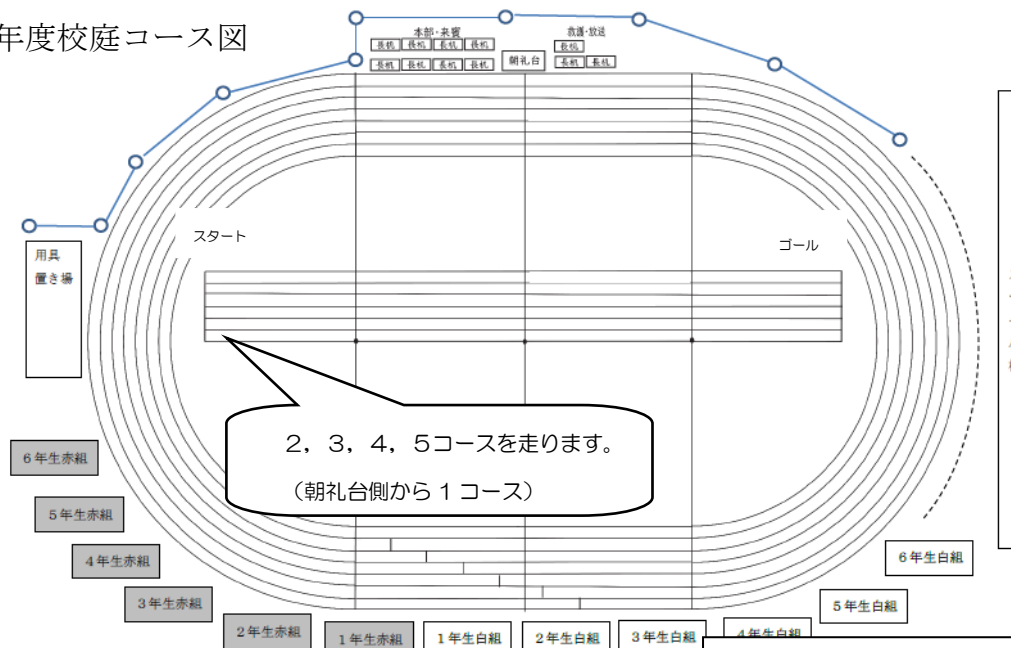 年度校庭コース図
本部・来賓
救護・放送
長机 長机 長机 長机
長机
長机 長机 長机 長机
朝礼台
長机 長机
スタート
ゴール
用具
置き場
2，3，4，5コースを走ります。
（朝礼台側から１コース）
6年生赤組
5年生赤組
4年生赤組
3年生赤組
2年生赤組
1年生赤組
1年生白組
2年生白組
3年生白組
4年生白組
5年生白組
6年生白組